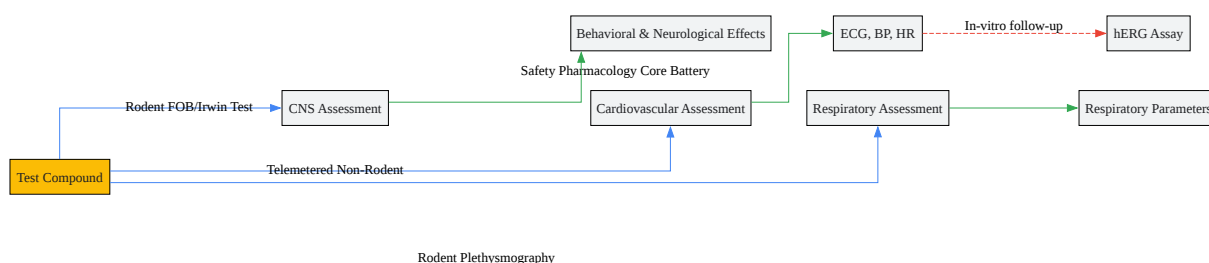 Behavioral & Neurological Effects
ECG, BP, HR
In-vitro follow-up
hERG Assay
Safety Pharmacology Core Battery
Rodent FOB/Irwin Test
CNS Assessment
Cardiovascular Assessment
Respiratory Assessment
Respiratory Parameters
Test Compound
Telemetered Non-Rodent
Rodent Plethysmography